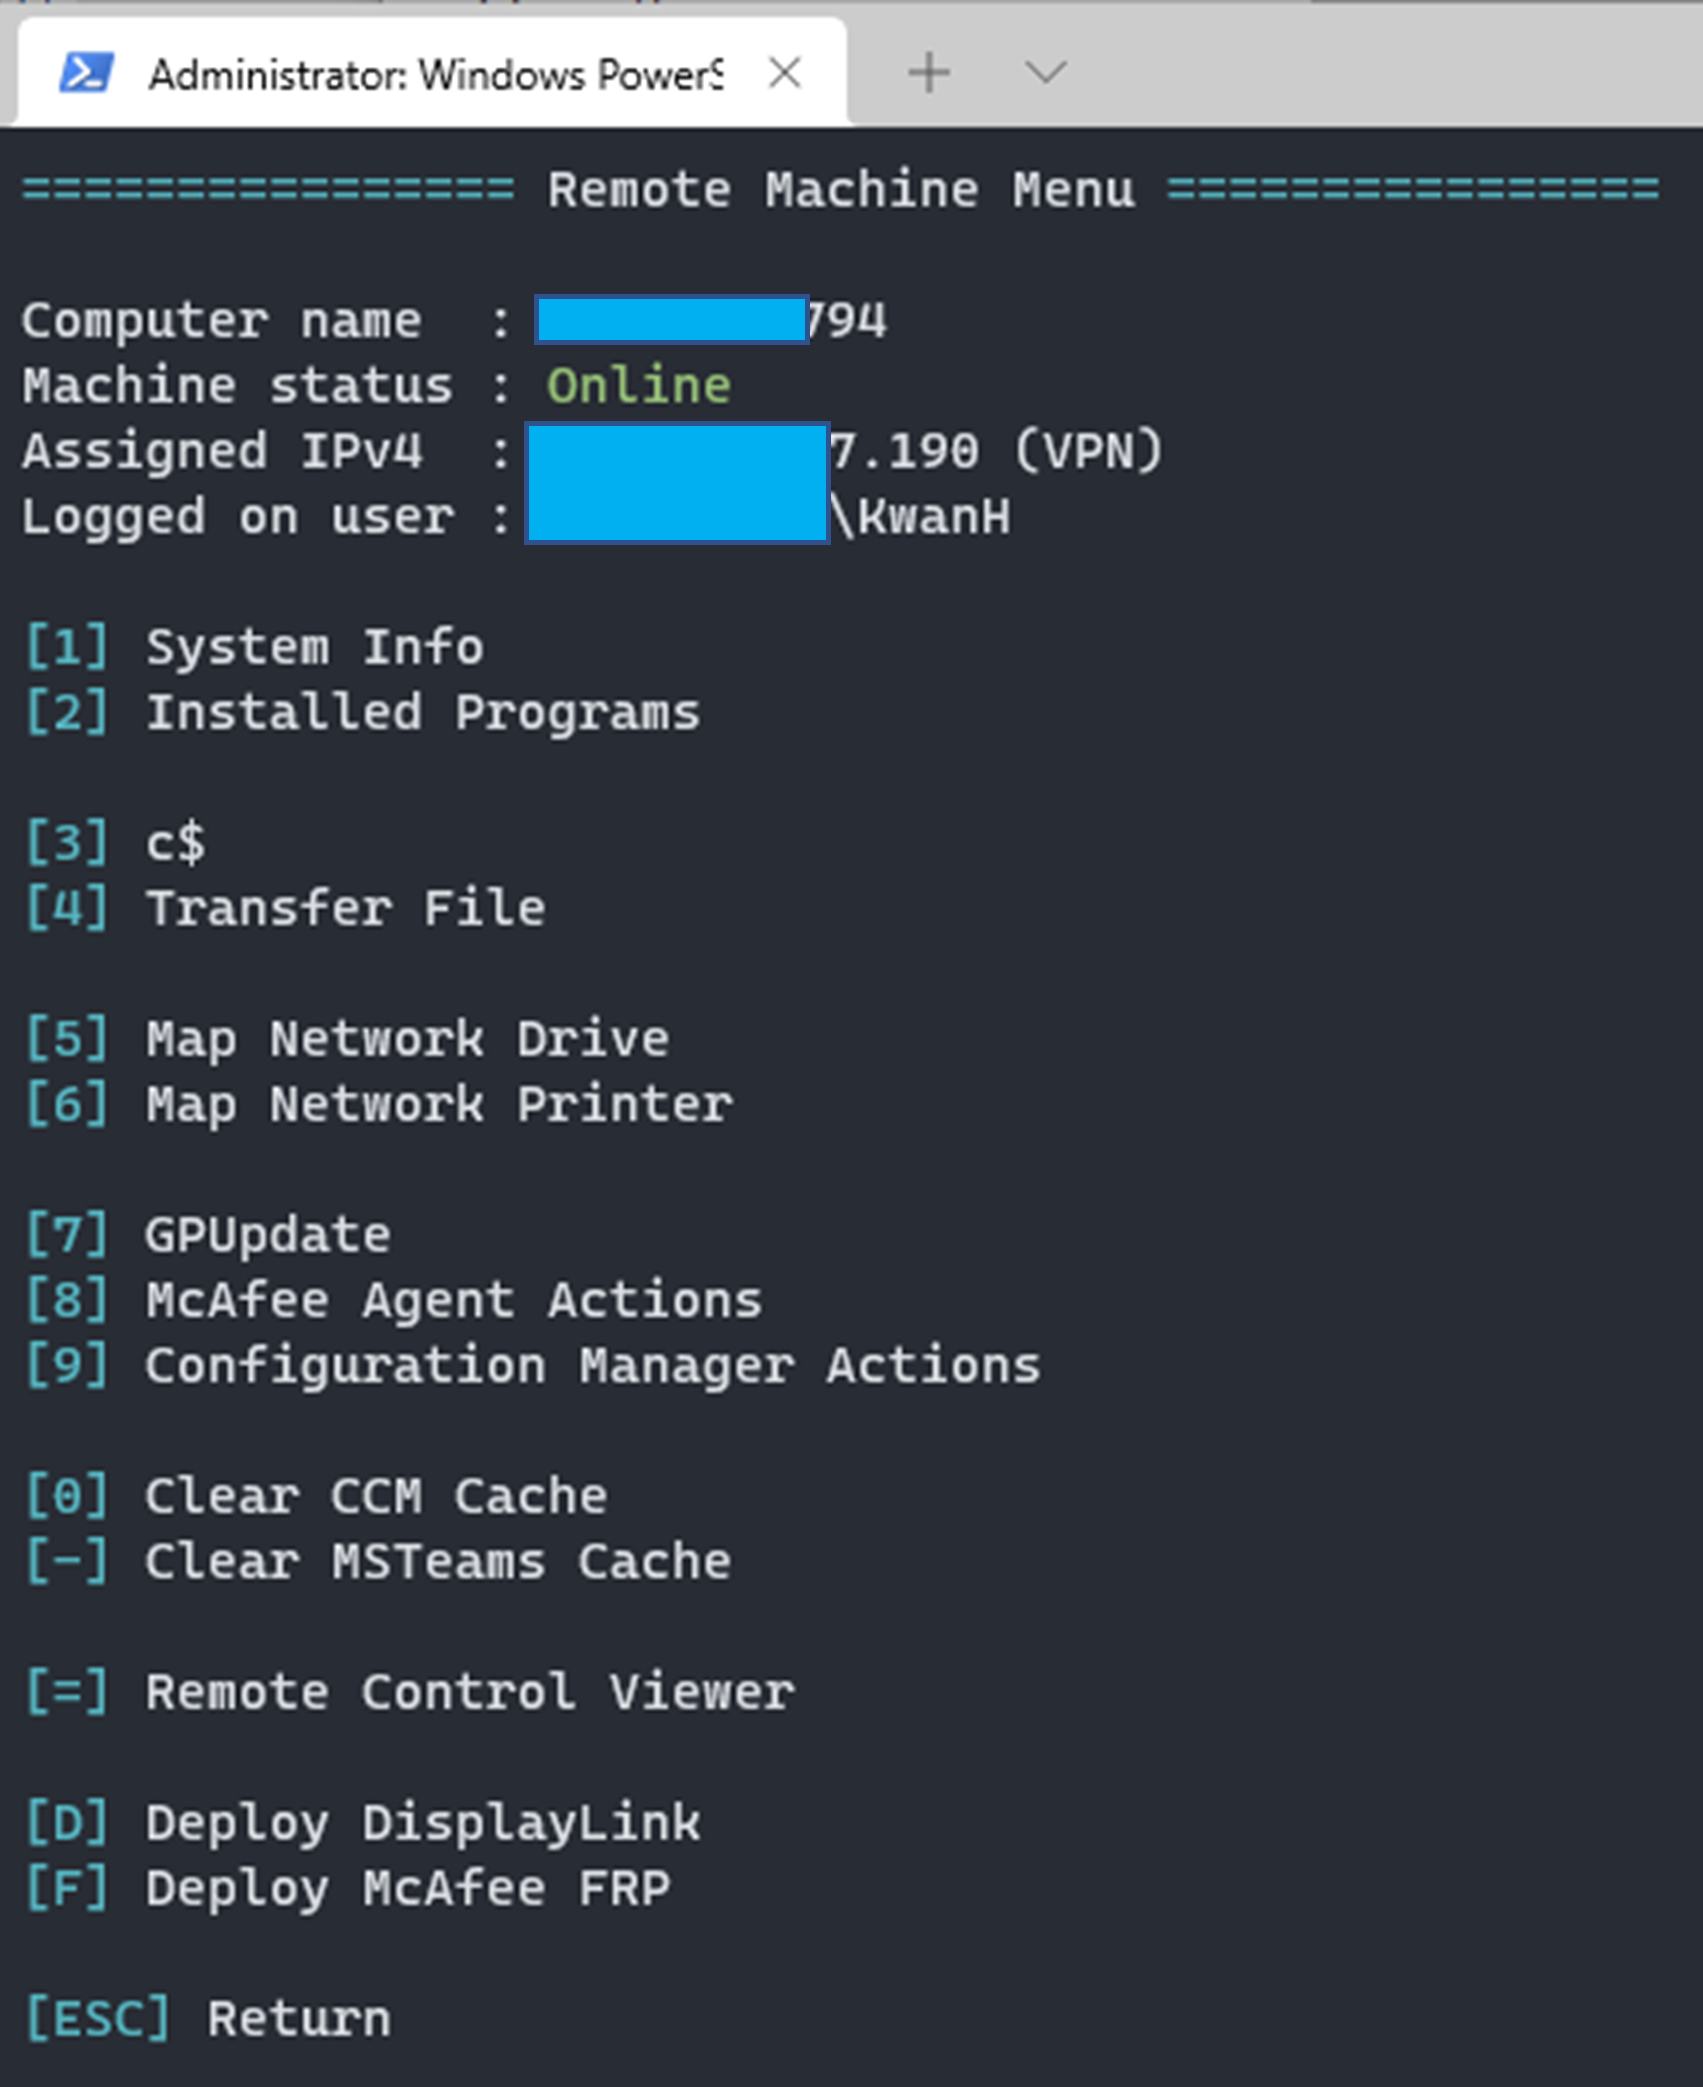 Administrator: Windows PowerS
================ Remote Machine Menu ================
Computer name : 794
Machine status : Online
Assigned IPv4 : 7.190 (VPN)
Logged on user : \KwanH
[1] System Info
[2] Installed Programs
[3] c$
[4] Transfer File
[5] Map Network Drive
[6] Map Network Printer
[7] GPUpdate
[8] McAfee Agent Actions
[9] Configuration Manager Actions
[0] Clear CCM Cache
[-] Clear MSTeams Cache
[=] Remote Control Viewer
[D] Deploy DisplayLink
[F] Deploy McAfee FRP
[ESC] Return